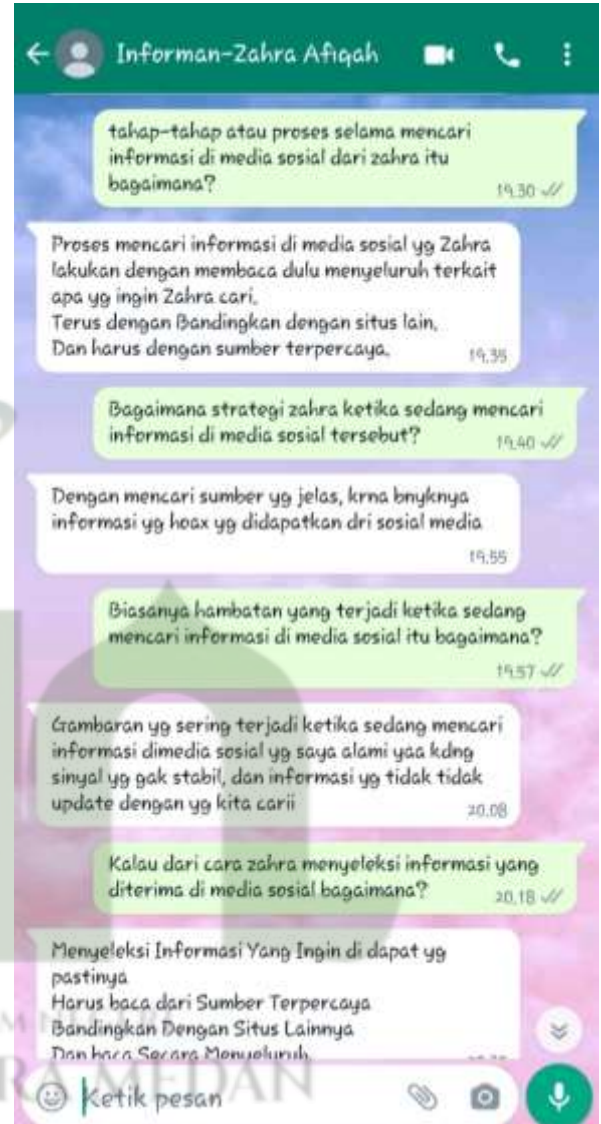 Informan-Zahra Afiqah
tahap-tahap atau proses selama mencari
informasi di media sosial dari zahra itu
bagaimana?
19.30
Proses mencari informasi di media sosial yg Zahra
lakukan dengan membaca dulu menyeluruh terkait
apa yg ingin Zahra cari,
Terus dengan Bandingkan dengan situs lain,
Dan harus dengan sumber terpercaya,
19.35
Bagaimana strategi zahra ketika sedang mencari
informasi di media sosial tersebut?
19.40
Dengan mencari sumber yg jelas, krna bnyknya
informasi yg hoax yg didapatkan dri sosial media
19.55
Biasanya hambatan yang terjadi ketika sedang
mencari informasi di media sosial itu bagaimana?
19.57
Gambaran yg sering terjadi ketika sedang mencari
informasi dimedia sosial yg saya alami yaa kdng
sinyal yg gak stabil, dan informasi yg tidak tidak
update dengan yg kita carii
20.08
Kalau dari cara zahra menyeleksi informasi yang
diterima di media sosial bagaimana?
20.18
Menyeleksi Informasi Yang Ingin di dapat yg
pastinya
Harus baca dari Sumber Terpercaya
Bandingkan Dengan Situs Lainnya
Dan baca Secara Menyeluruh
RA MEDAN
Ketik pesan